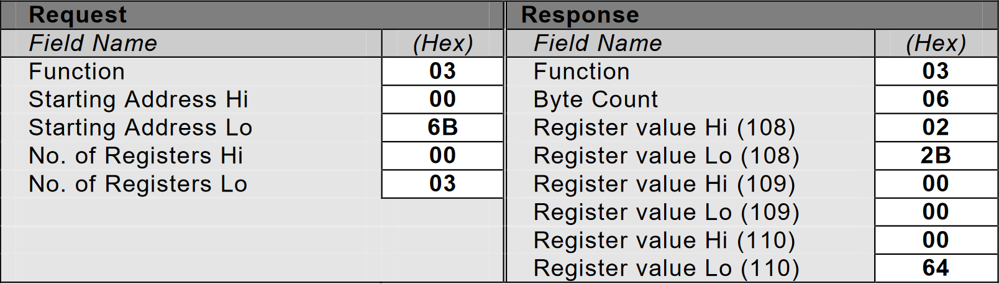 Request Response
Field Name (Hex) Field Name (Hex)
Function 03 Function 03
Starting Address Hi 00 Byte Count 06
Starting Address Lo 6B Register value Hi (108) 02
No. of Registers Hi 00 Register value Lo (108) 2B
No. of Registers Lo 03 Register value Hi (109) 00
Register value Lo (109) 00
Register value Hi (110) 00
Register value Lo (110) 64